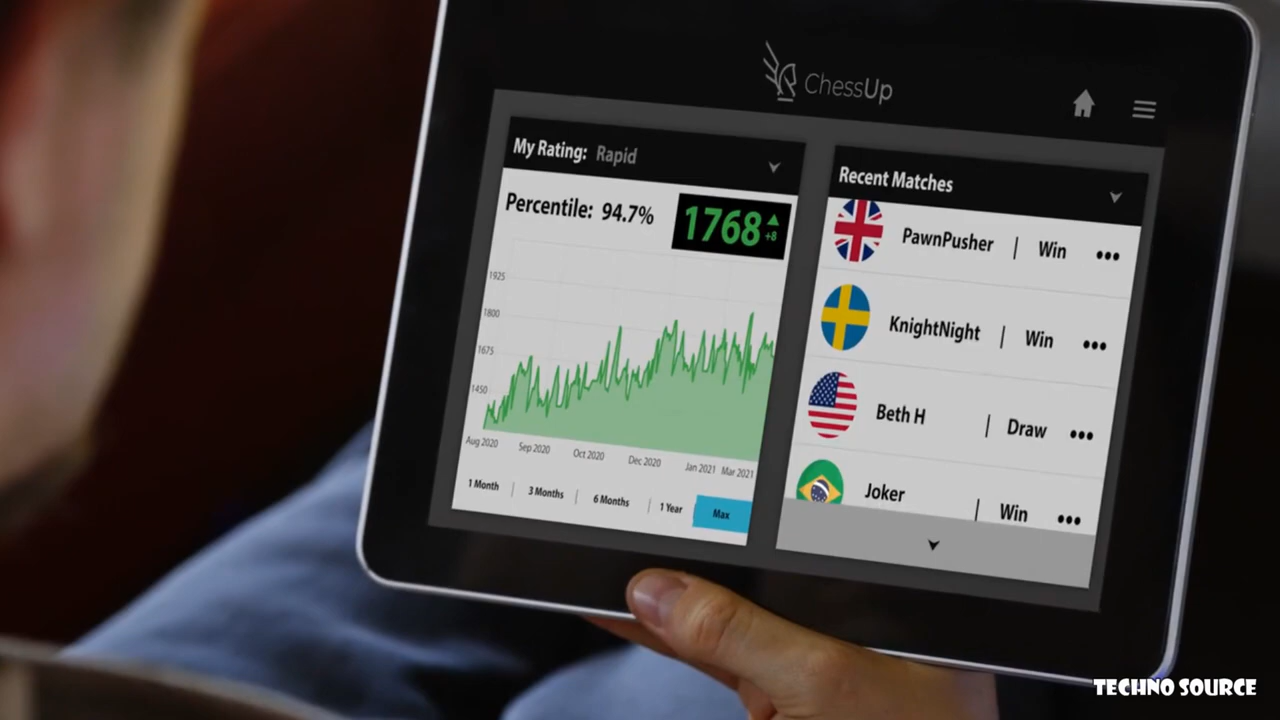 ChessUp
My Rating: Rapid
Percentile: 94.7%
1768
+8
1925
1800
1675
1450
Aug 2020
Sep 2020
Oct 2020
Dec 2020
Jan 2021
Mar 2021
1 Month
3 Months
6 Months
1 Year
Max
Recent Matches
PawnPusher | Win
KnightNight | Win
Beth H | Draw
Joker | Win
TECHNO SOURCE